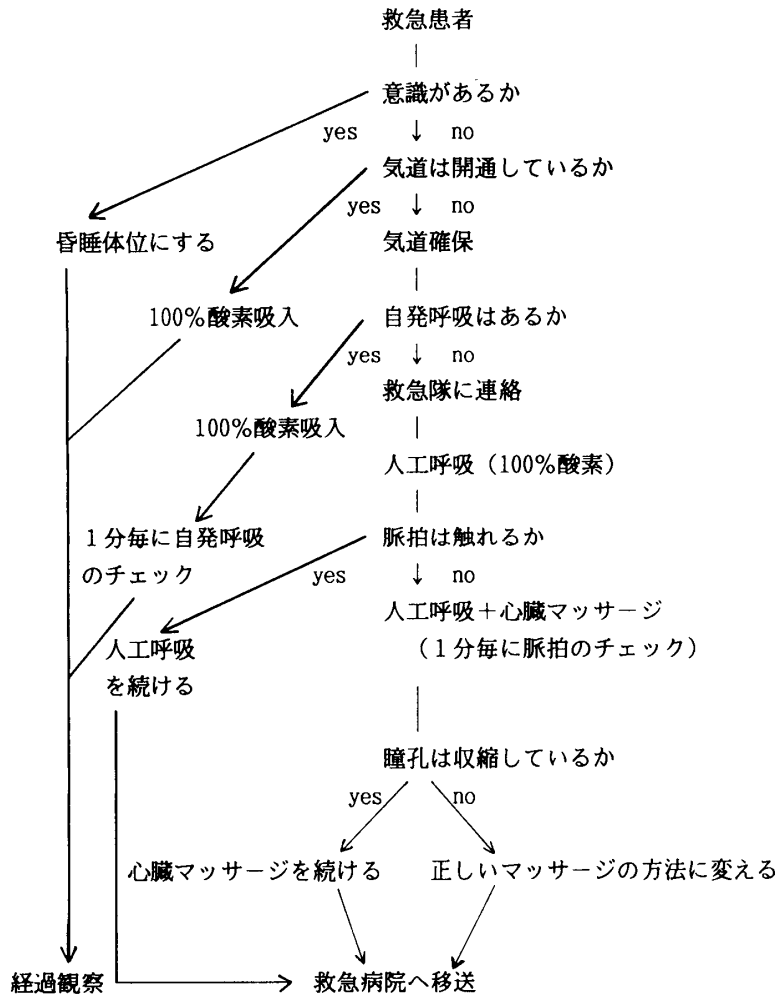 救急患者
意識があるか
yes ↓ no
気道は開通しているか
yes ↓ no
昏睡体位にする
気道確保
100%酸素吸入
自発呼吸はあるか
yes ↓ no
救急隊に連絡
100%酸素吸入
人工呼吸(100%酸素)
1分毎に自発呼吸
のチェック
脈拍は触れるか
yes ↓ no
人工呼吸+心臓マッサージ
(1分毎に脈拍のチェック)
人工呼吸
を続ける
瞳孔は収縮しているか
yes no
心臓マッサージを続ける
正しいマッサージの方法に変える
経過観察
救急病院へ移送